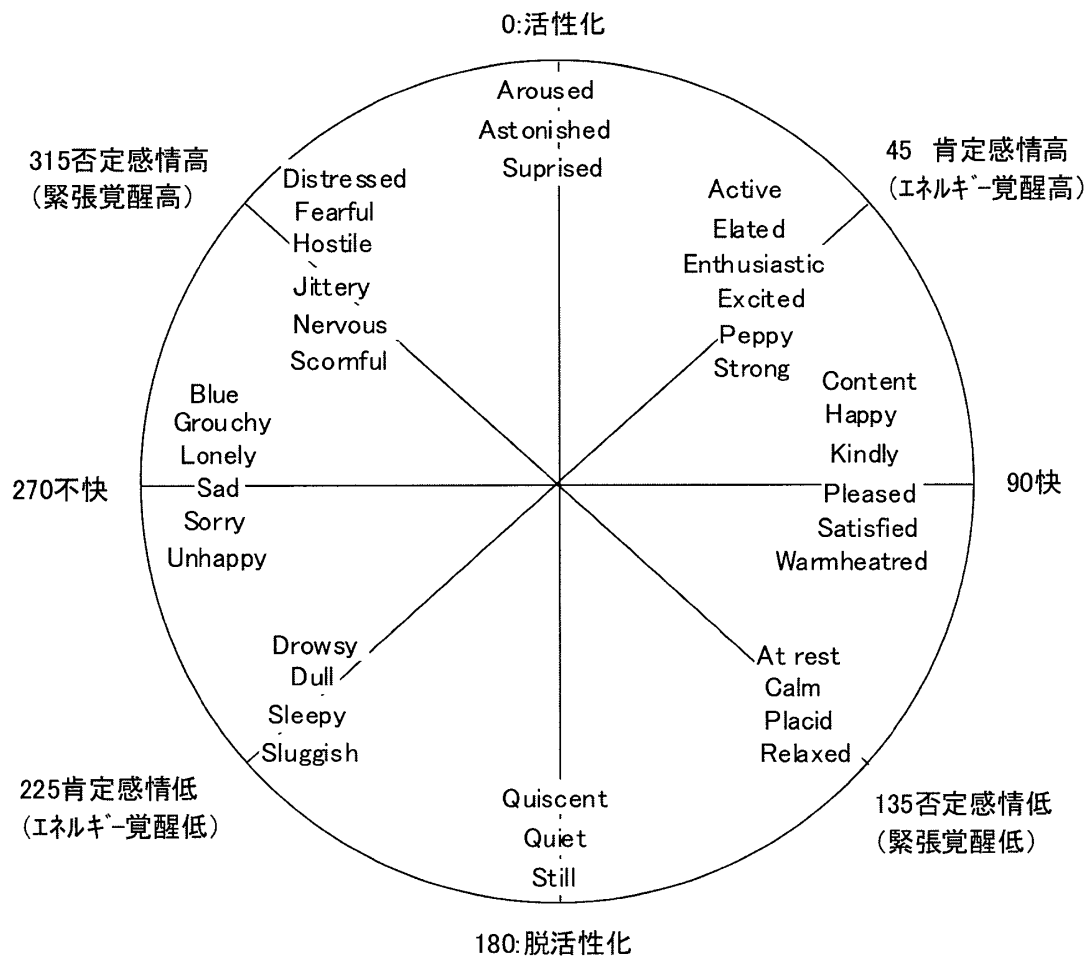 0:活性化
Aroused
Astonished
Suprised
315否定感情高
(緊張覚醒高)
Distressed
Fearful
Hostile
Jittery
Nervous
Scornful
45 肯定感情高
(エネルギー覚醒高)
Active
Elated
Enthusiastic
Excited
Peppy
Strong
Blue
Grouchy
Lonely
Sad
Sorry
Unhappy
270不快
Content
Happy
Kindly
Pleased
Satisfied
Warmheatred
90快
Drowsy
Dull
Sleepy
Sluggish
225肯定感情低
(エネルギー覚醒低)
At rest
Calm
Placid
Relaxed
135否定感情低
(緊張覚醒低)
Quiscent
Quiet
Still
180:脱活性化